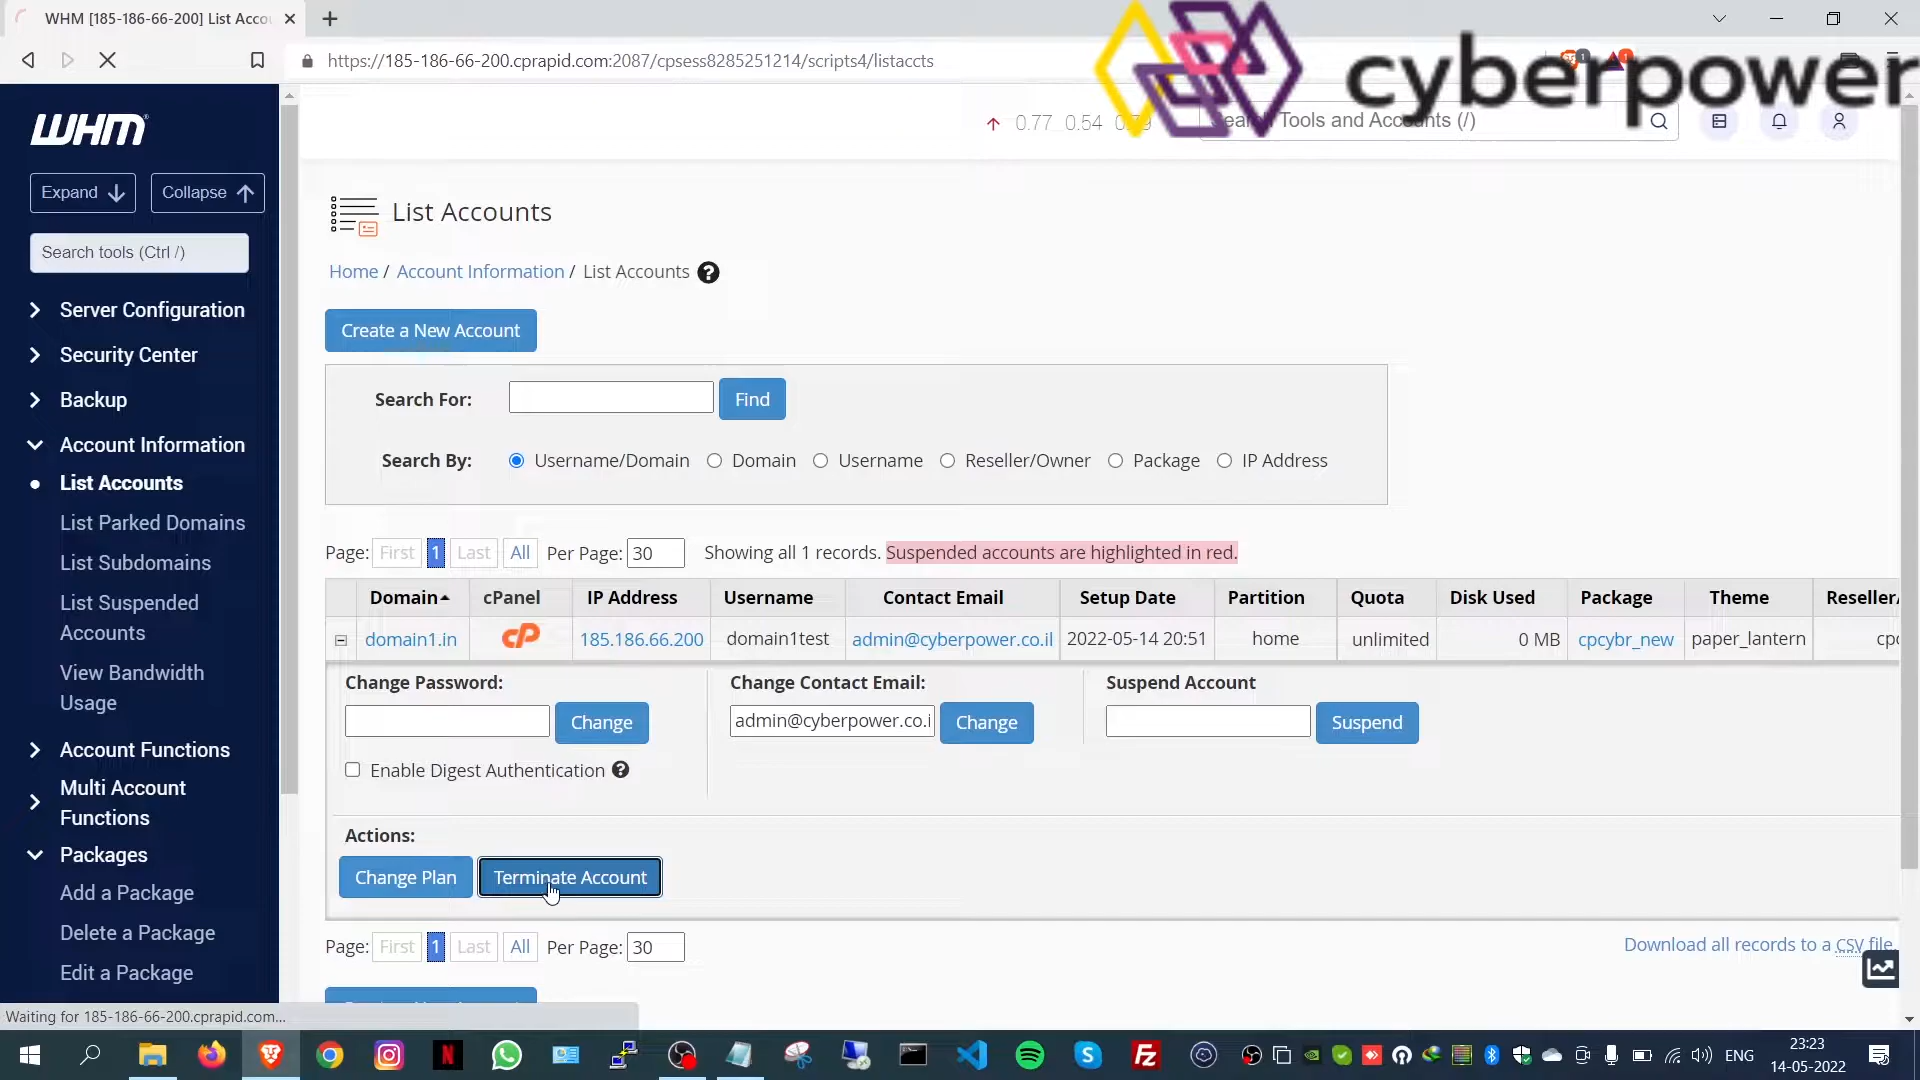 WHM [185-186-66-200] List Acco
https://185-186-66-200.cprapid.com:2087/cpsess8285251214/scripts4/listaccts
cyberpower
WHM
0.77 0.54
Tools and Accounts (/)
Expand
Collapse
Search tools (Ctrl /)
Server Configuration
Security Center
Backup
Account Information
List Accounts
List Parked Domains
List Subdomains
List Suspended
Accounts
View Bandwidth
Usage
Account Functions
Multi Account
Functions
Packages
Add a Package
Delete a Package
Edit a Package
List Accounts
Home / Account Information / List Accounts
Create a New Account
Search For:
Find
Search By: Username/Domain Domain Username Reseller/Owner Package IP Address
Page: First 1 Last All Per Page: 30 Showing all 1 records. Suspended accounts are highlighted in red.
Domain cPanel IP Address Username Contact Email Setup Date Partition Quota Disk Used Package Theme Reseller/
domain1.in cP 185.186.66.200 domain1test admin@cyberpower.co.il 2022-05-14 20:51 home unlimited 0 MB cpcybr_new paper_lantern cpc
Change Password: Change Contact Email: Suspend Account
Change admin@cyberpower.co.i Change Suspend
Enable Digest Authentication
Actions:
Change Plan Terminate Account
Page: First 1 Last All Per Page: 30
Download all records to a CSV file.
Waiting for 185-186-66-200.cprapid.com...
ENG
23:23
14-05-2022